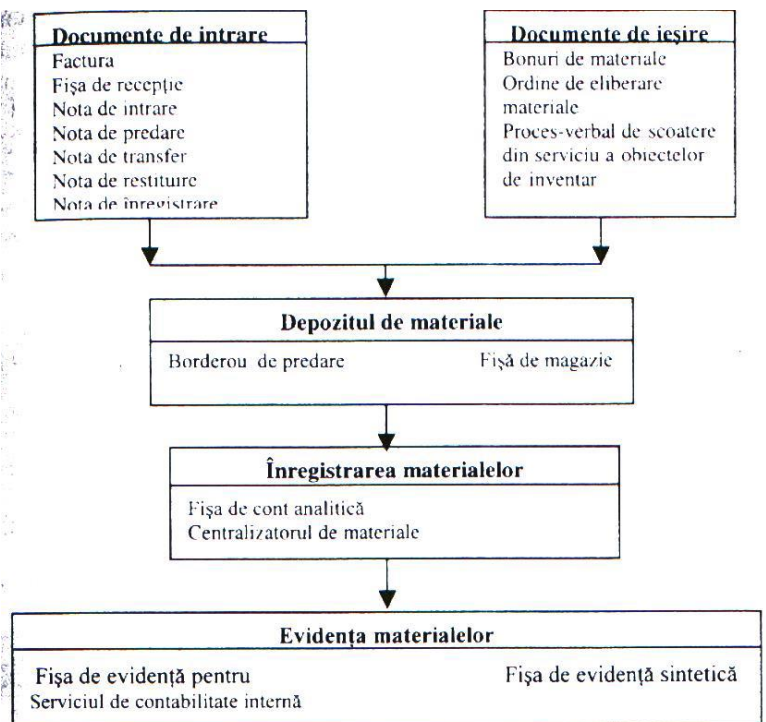 Documente de intrare
Factura
Fişa de recepţie
Nota de intrare
Nota de predare
Nota de transfer
Nota de restituire
Nota de înregistrare
Documente de ieşire
Bonuri de materiale
Ordine de eliberare
materiale
Proces-verbal de scoatere
din serviciu a obiectelor
de inventar
Depozitul de materiale
Borderou de predare
Fişă de magazie
Înregistrarea materialelor
Fişa de cont analitică
Centralizatorul de materiale
Evidenţa materialelor
Fişa de evidenţă pentru
Serviciul de contabilitate internă
Fişa de evidenţă sintetică